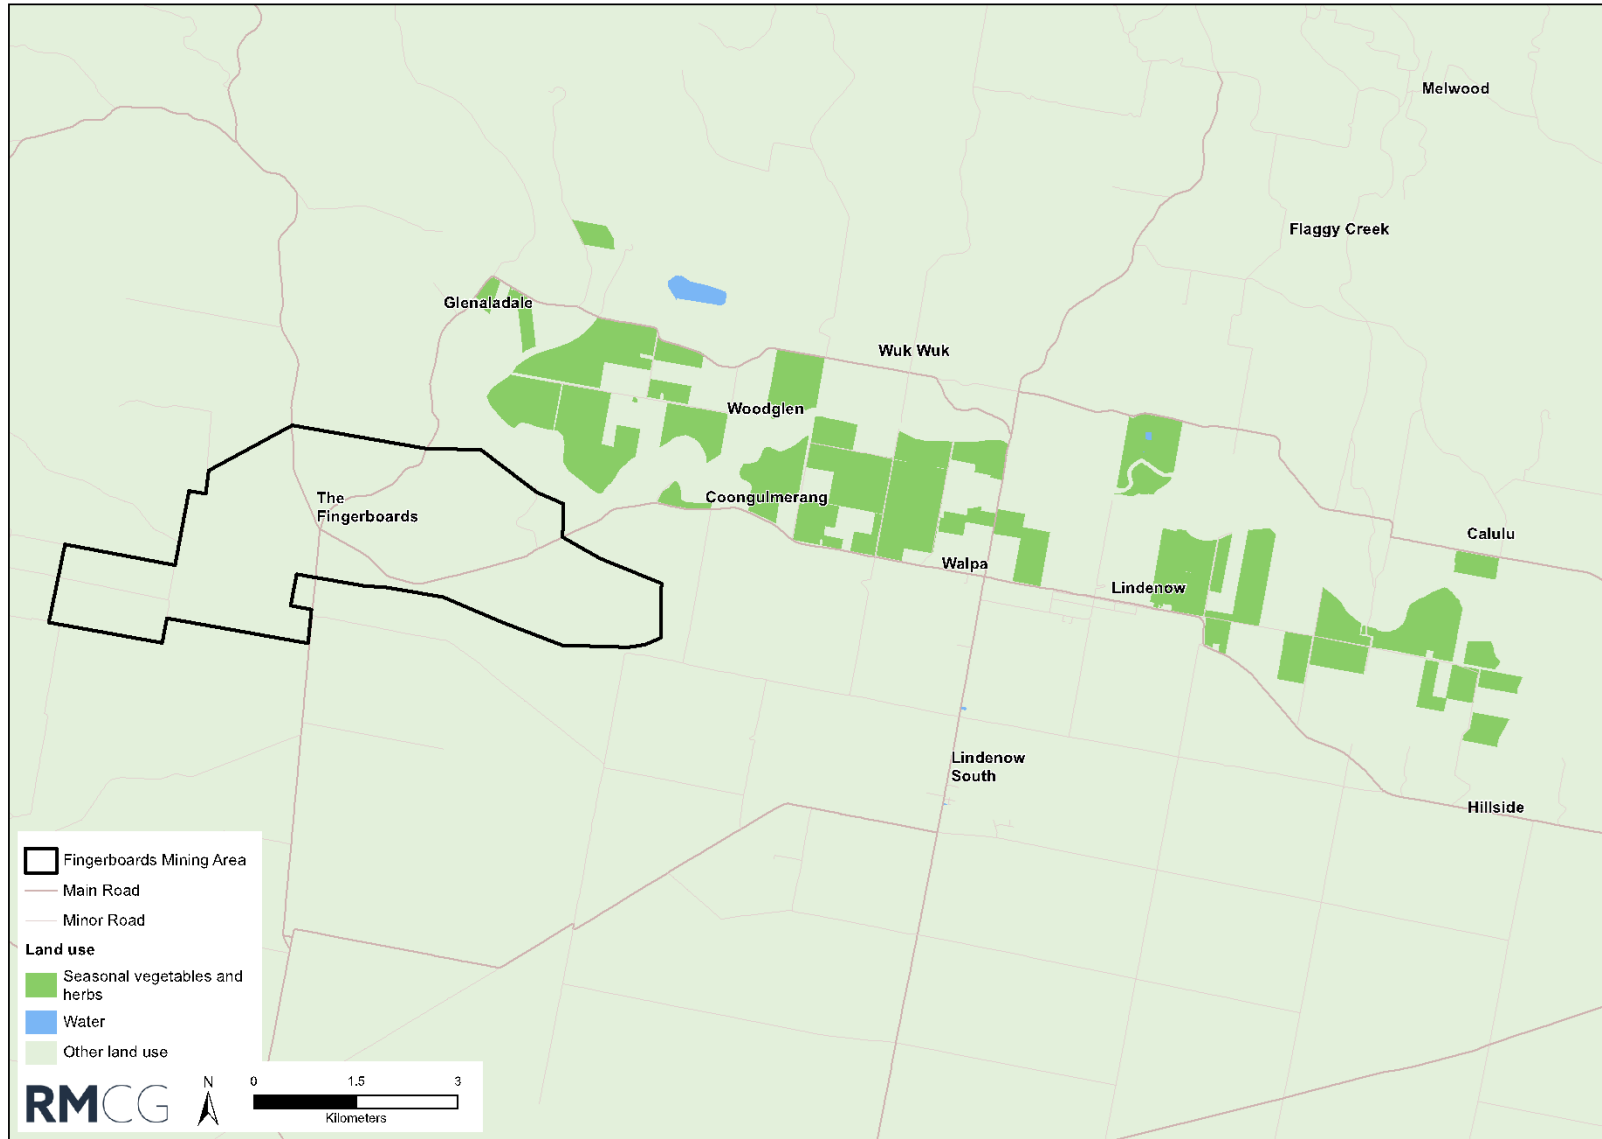 Melwood
Flaggy Creek
Glenaladale
Wuk Wuk
Woodglen
Coongulmerang
The
Fingerboards
Calulu
Walpa
Lindenow
Lindenow
South
Hillside
Fingerboards Mining Area
Main Road
Minor Road
Land use
Seasonal vegetables and
herbs
Water
Other land use
RMCG
N
0 1.5 3
Kilometers